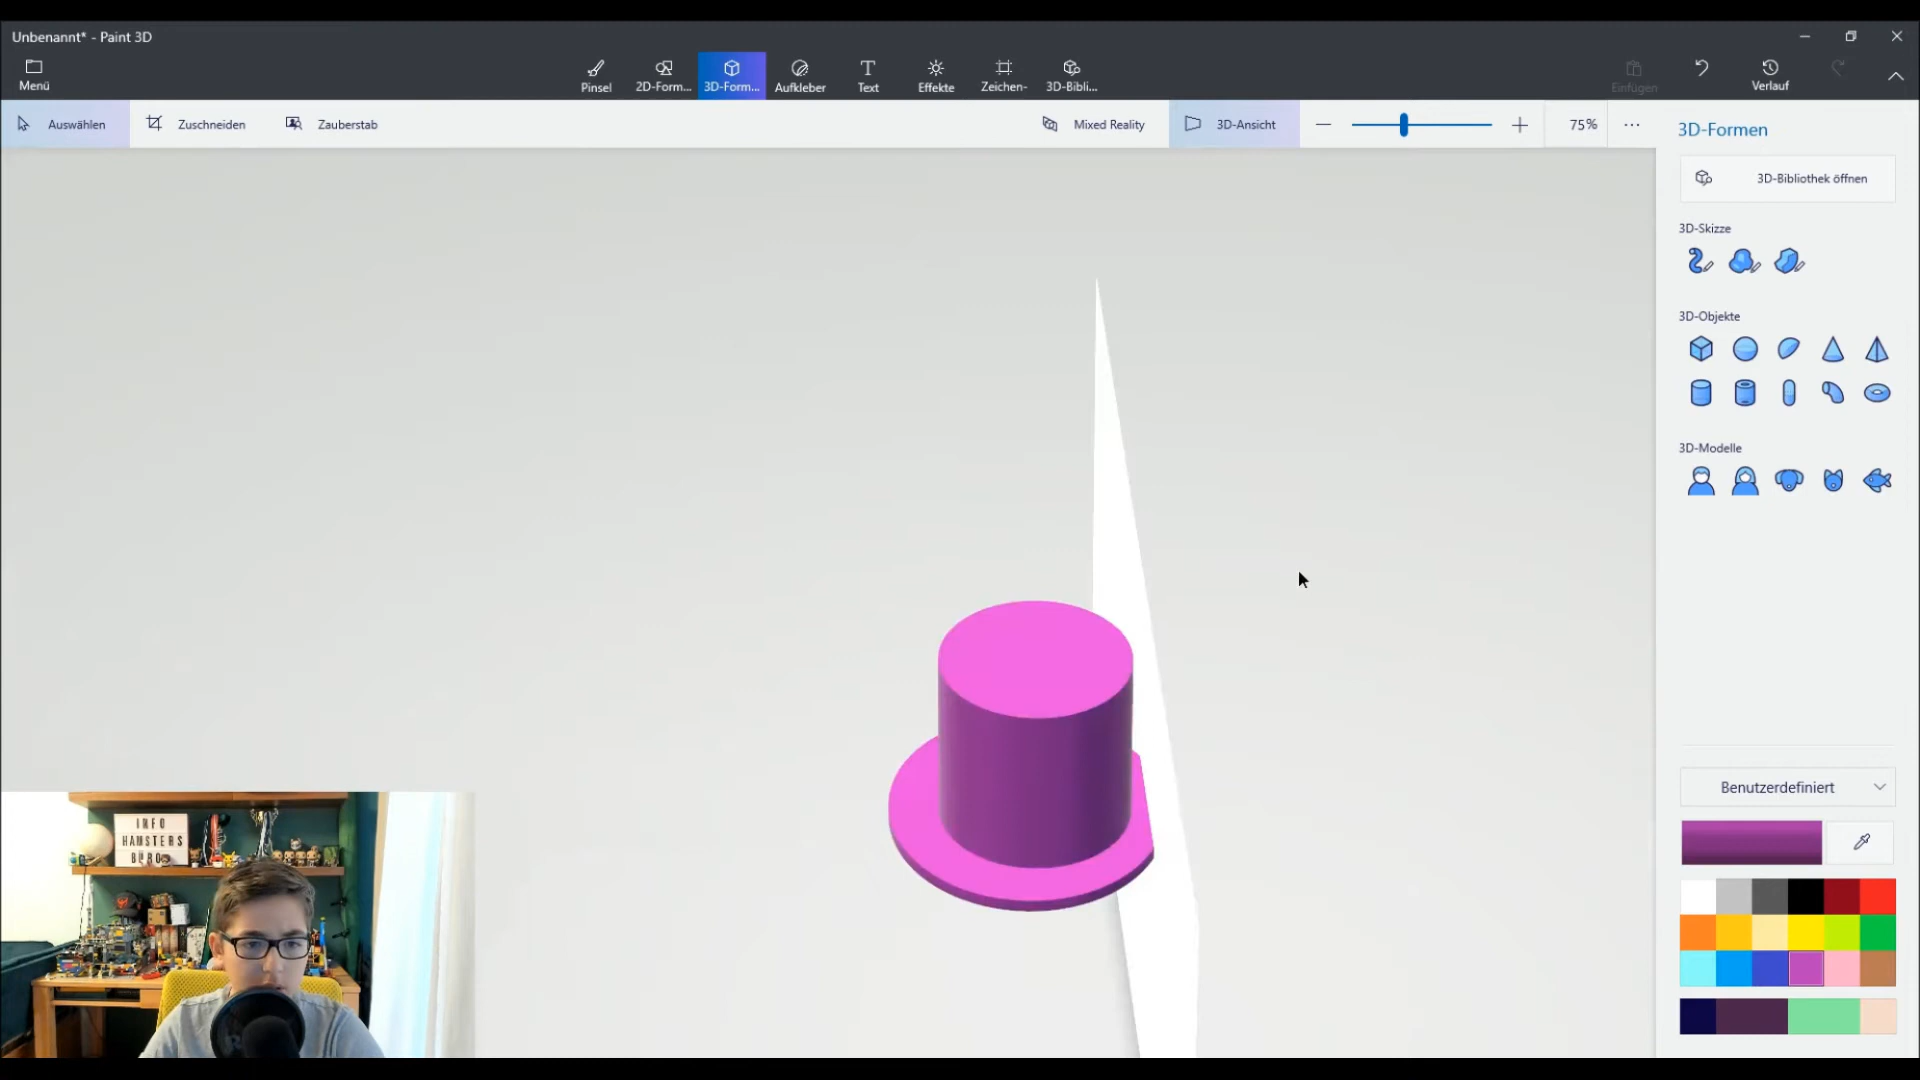 Unbenannt* - Paint 3D
Menü
Pinsel
2D-Form...
3D-Form...
Aufkleber
Text
Effekte
Zeichen-
3D-Bibli...
Einfügen
Verlauf
Auswählen
Zuschneiden
Zauberstab
Mixed Reality
3D-Ansicht
75%
3D-Formen
3D-Bibliothek öffnen
3D-Skizze
3D-Objekte
3D-Modelle
Benutzerdefiniert
INFO
HAMSTERS
BÜRO